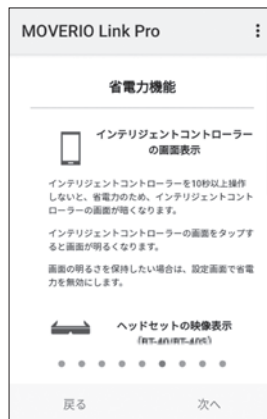 MOVERIO Link Pro
省電力機能
インテリジェントコントローラー
の画面表示
インテリジェントコントローラーを10秒以上操作
しないと、省電力のため、インテリジェントコント
ローラーの画面が暗くなります。
インテリジェントコントローラーの画面をタップす
ると画面が明るくなります。
画面の明るさを保持したい場合は、設定画面で省電
力を無効にします。
ヘッドセットの映像表示
(BT-40/BT-40S)
戻る
次へ